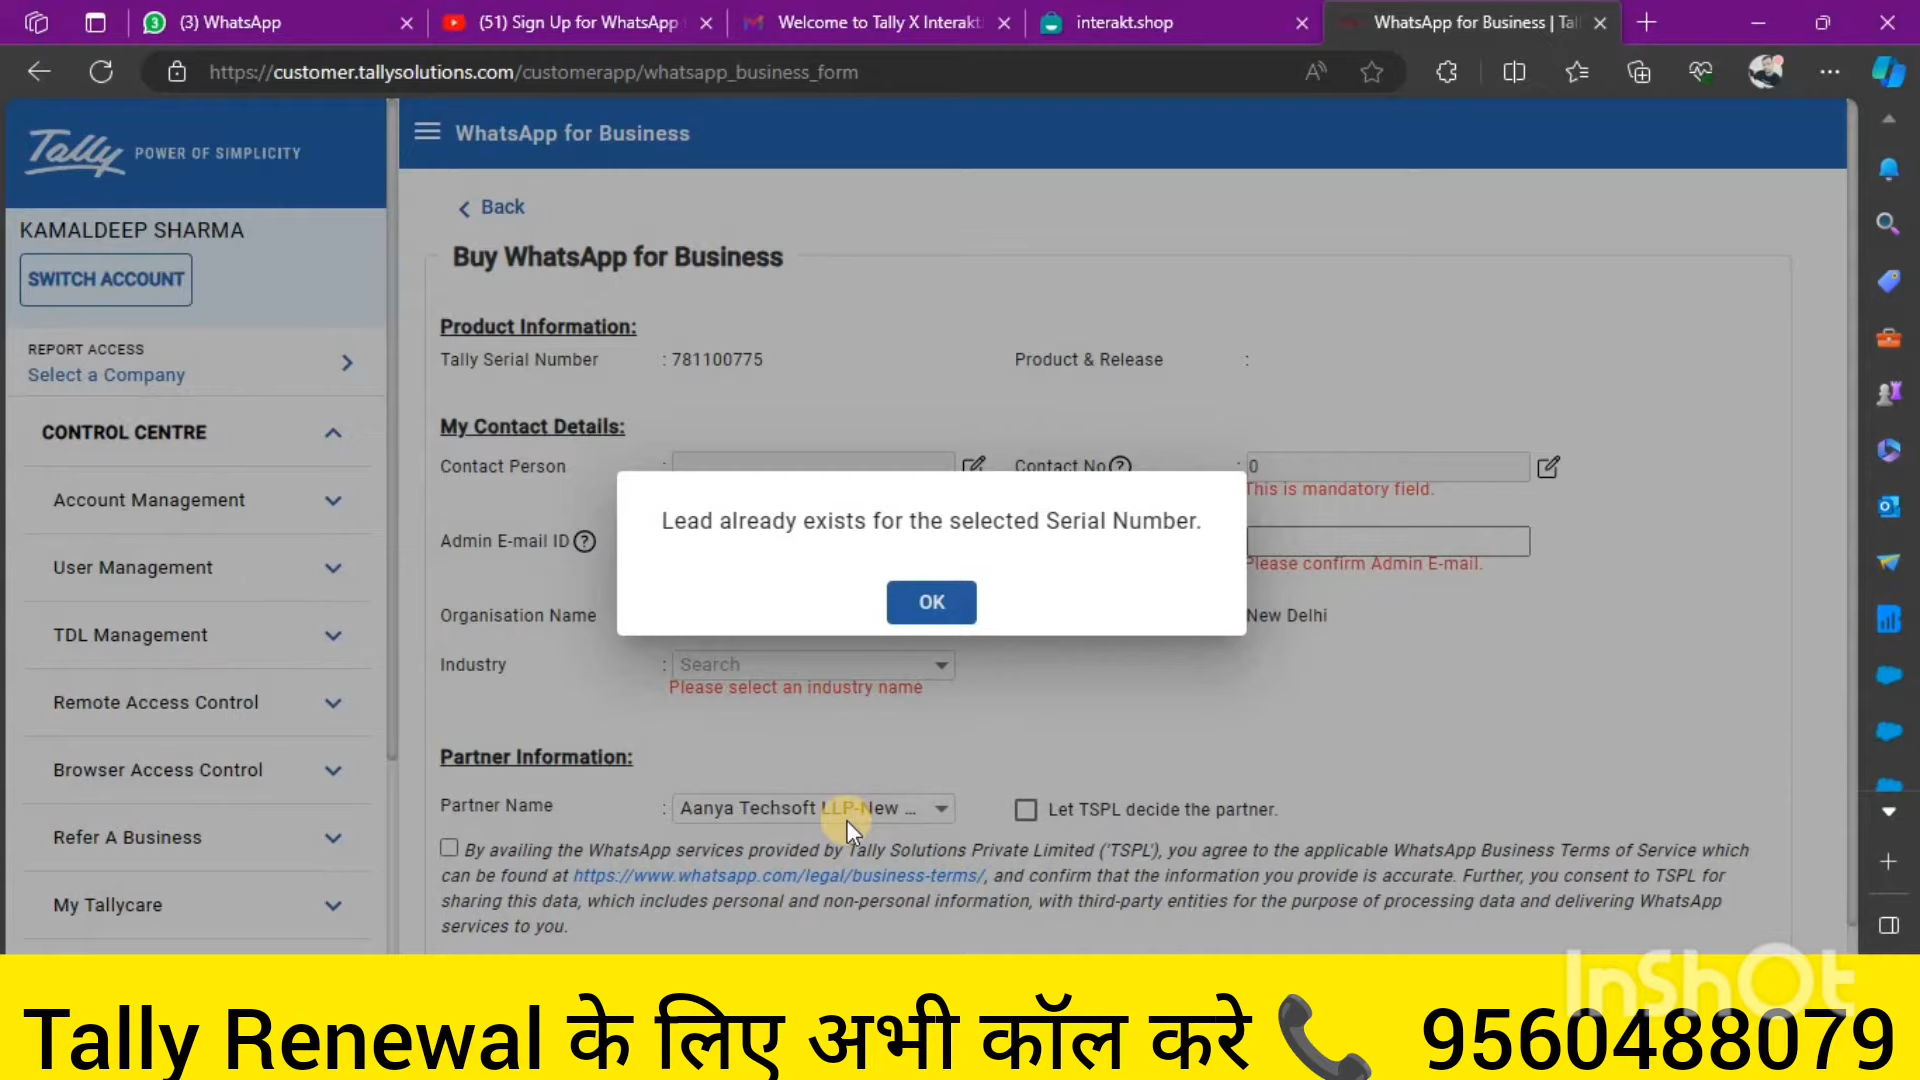 (3) WhatsApp
(51) Sign Up for WhatsApp
Welcome to Tally X Interakt
interakt.shop
WhatsApp for Business | Tal
https://customer.tallysolutions.com/customerapp/whatsapp_business_form
Tally POWER OF SIMPLICITY
WhatsApp for Business
KAMALDEEP SHARMA
SWITCH ACCOUNT
REPORT ACCESS
Select a Company
CONTROL CENTRE
Account Management
User Management
TDL Management
Remote Access Control
Browser Access Control
Refer A Business
My Tallycare
Back
Buy WhatsApp for Business
Product Information:
Tally Serial Number : 781100775 Product & Release :
My Contact Details:
Contact Person : Contact No ? : 0
This is mandatory field.
Lead already exists for the selected Serial Number.
OK
Admin E-mail ID ?
Please confirm Admin E-mail.
Organisation Name New Delhi
Industry : Search
Please select an industry name
Partner Information:
Partner Name : Aanya Techsoft LLP-New ... Let TSPL decide the partner.
By availing the WhatsApp services provided by Tally Solutions Private Limited ('TSPL'), you agree to the applicable WhatsApp Business Terms of Service which
can be found at https://www.whatsapp.com/legal/business-terms/, and confirm that the information you provide is accurate. Further, you consent to TSPL for
sharing this data, which includes personal and non-personal information, with third-party entities for the purpose of processing data and delivering WhatsApp
services to you.
InShOt
Tally Renewal के लिए अभी कॉल करे 📞 9560488079